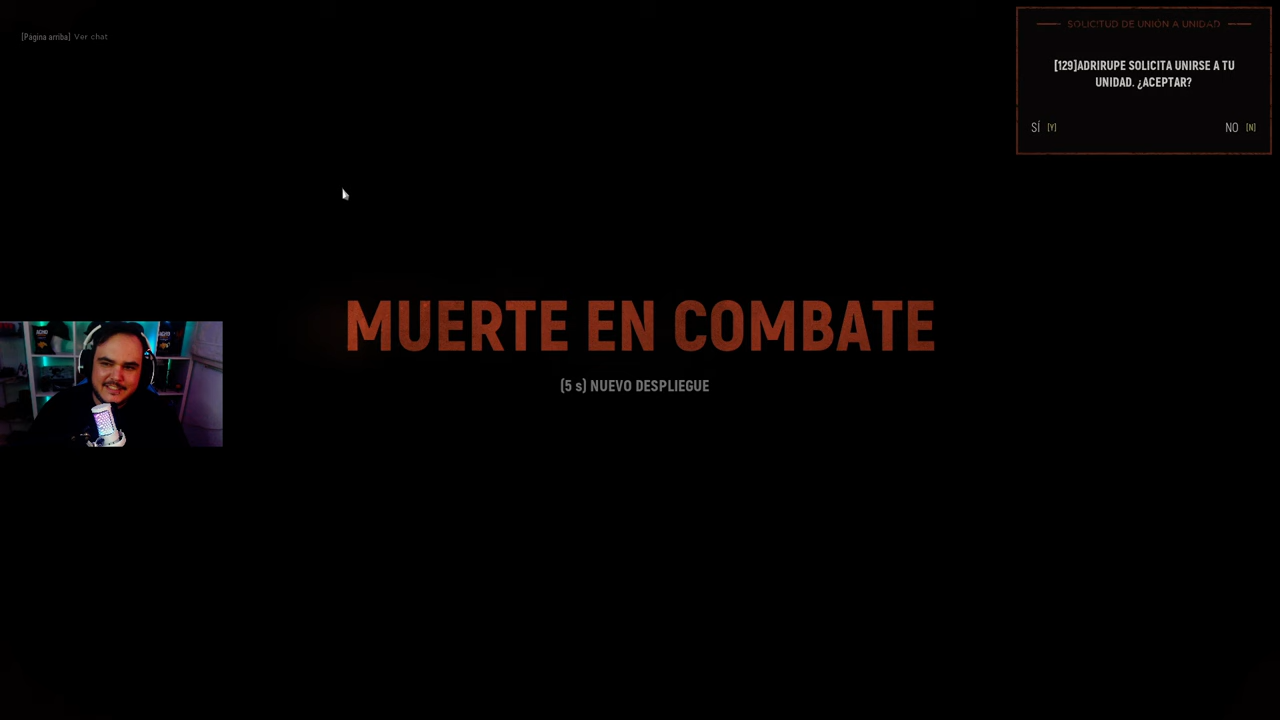 [Página arriba] Ver chat
SOLICITUD DE UNIÓN A UNIDAD
[129]ADRIRUPE SOLICITA UNIRSE A TU
UNIDAD. ¿ACEPTAR?
SÍ [Y]
NO [N]
MUERTE EN COMBATE
(5 s) NUEVO DESPLIEGUE